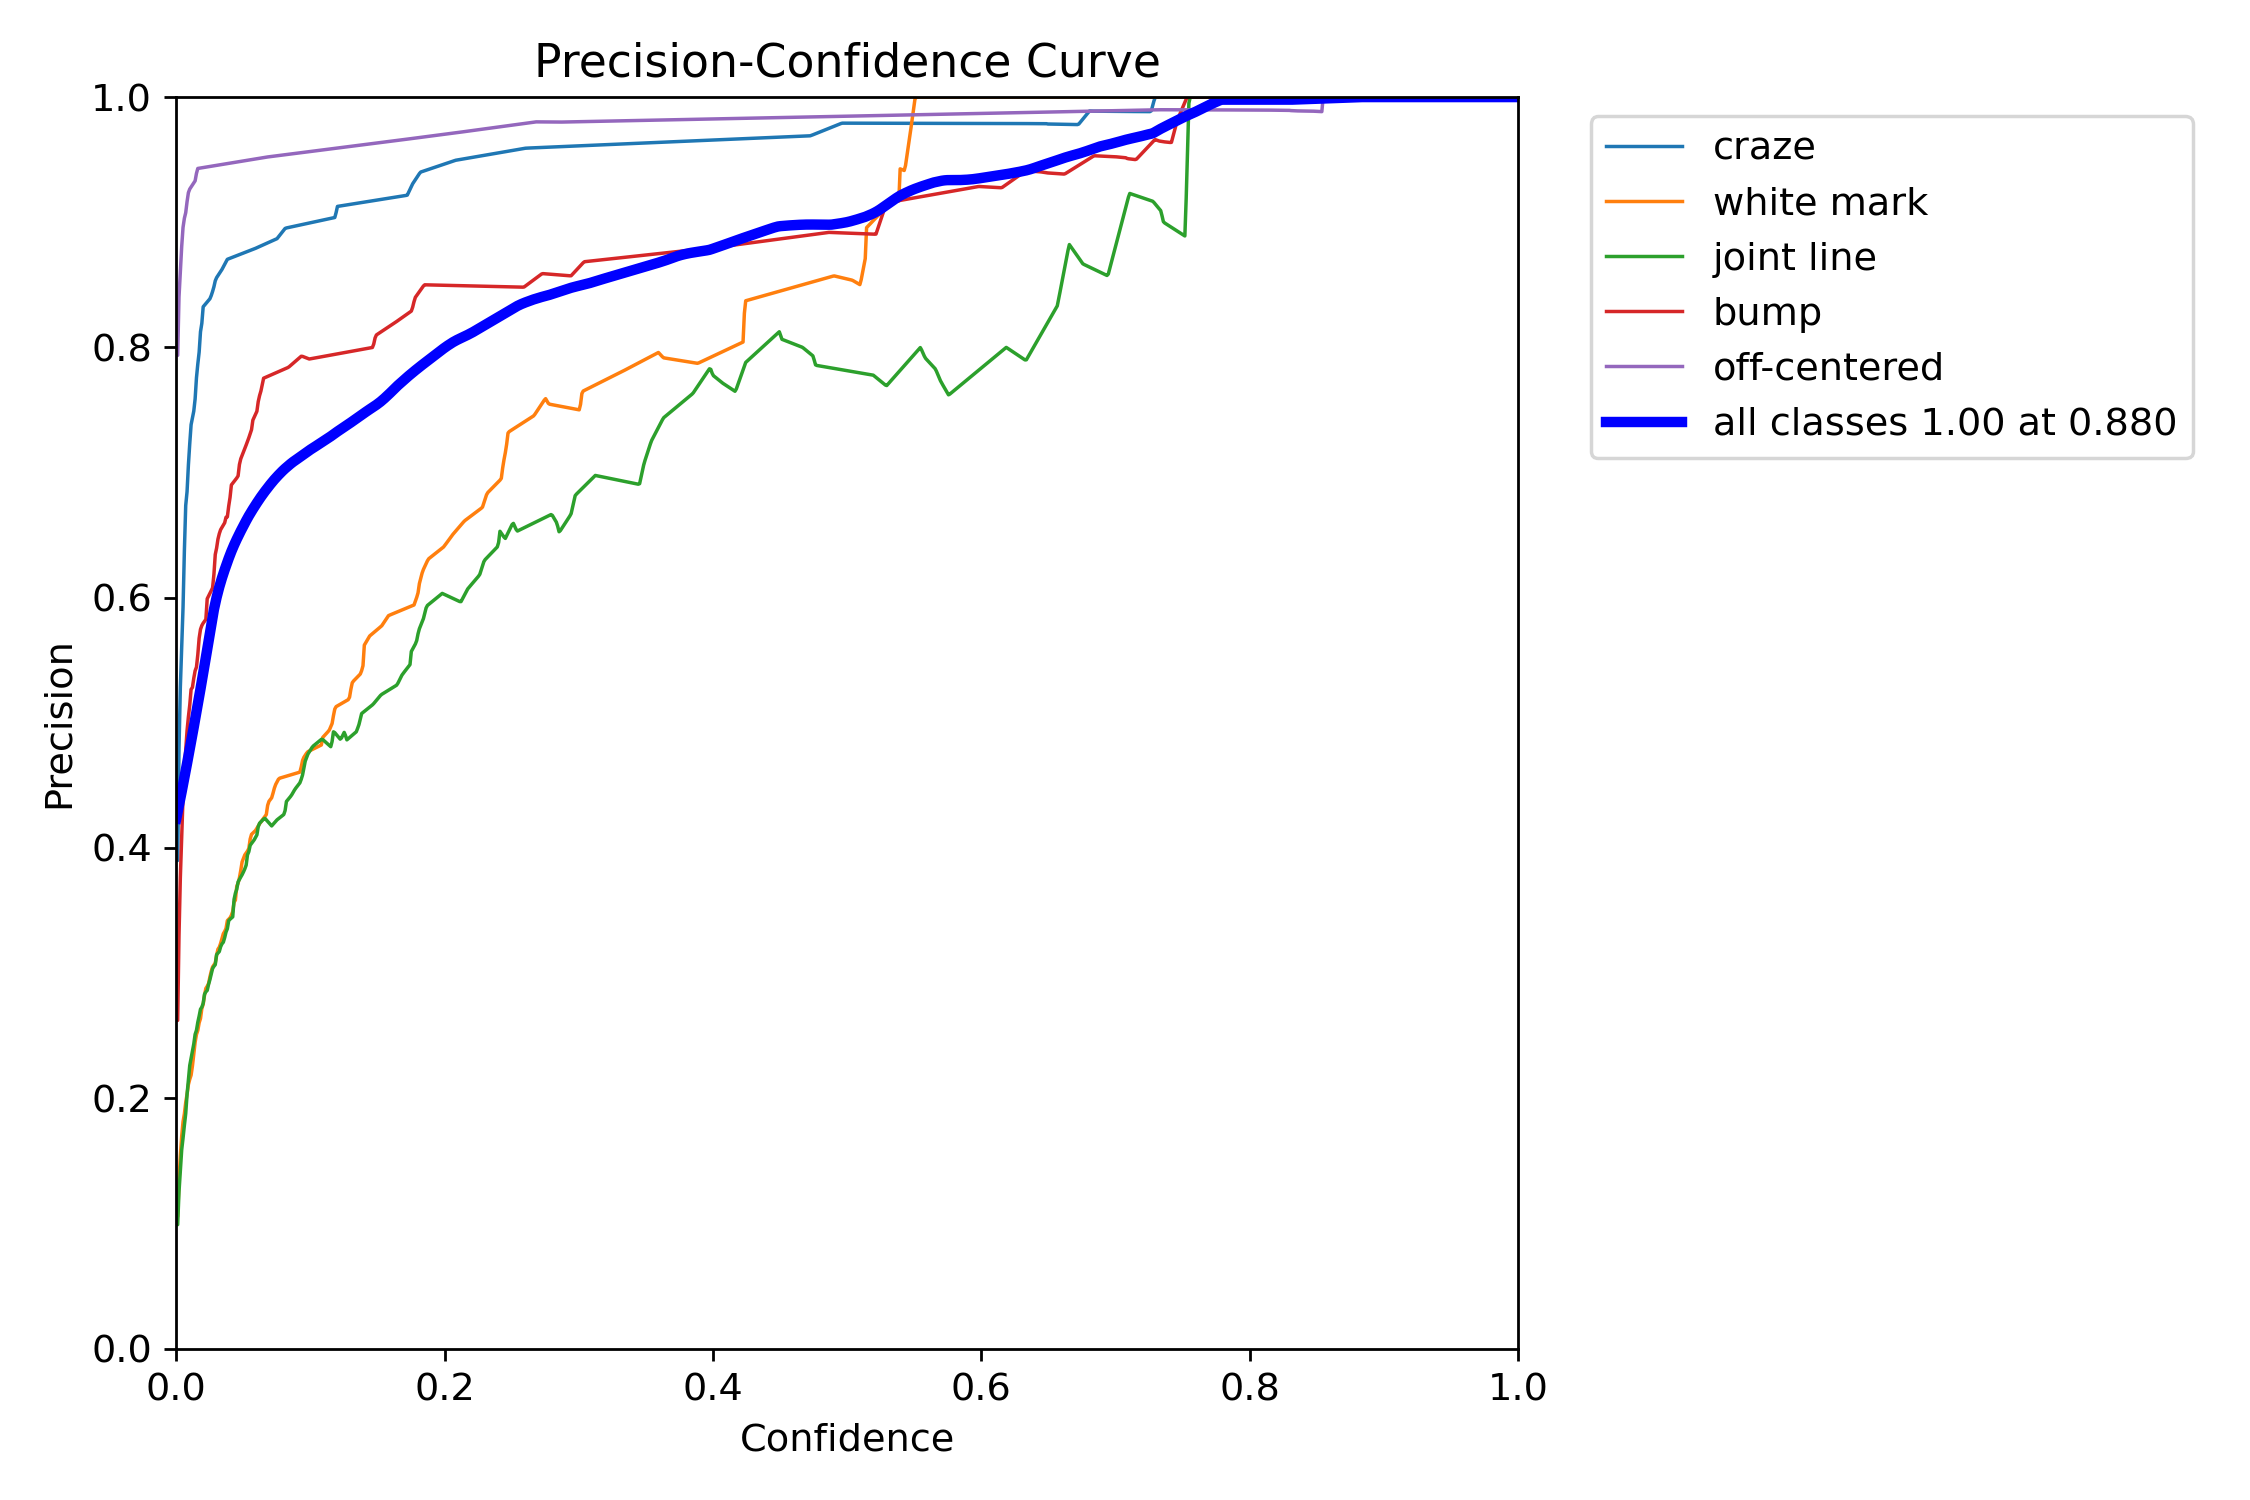 Precision-Confidence Curve
1.0
0.8
0.6
0.4
0.2
0.0
Precision
0.0 0.2 0.4 0.6 0.8 1.0
Confidence
craze
white mark
joint line
bump
off-centered
all classes 1.00 at 0.880